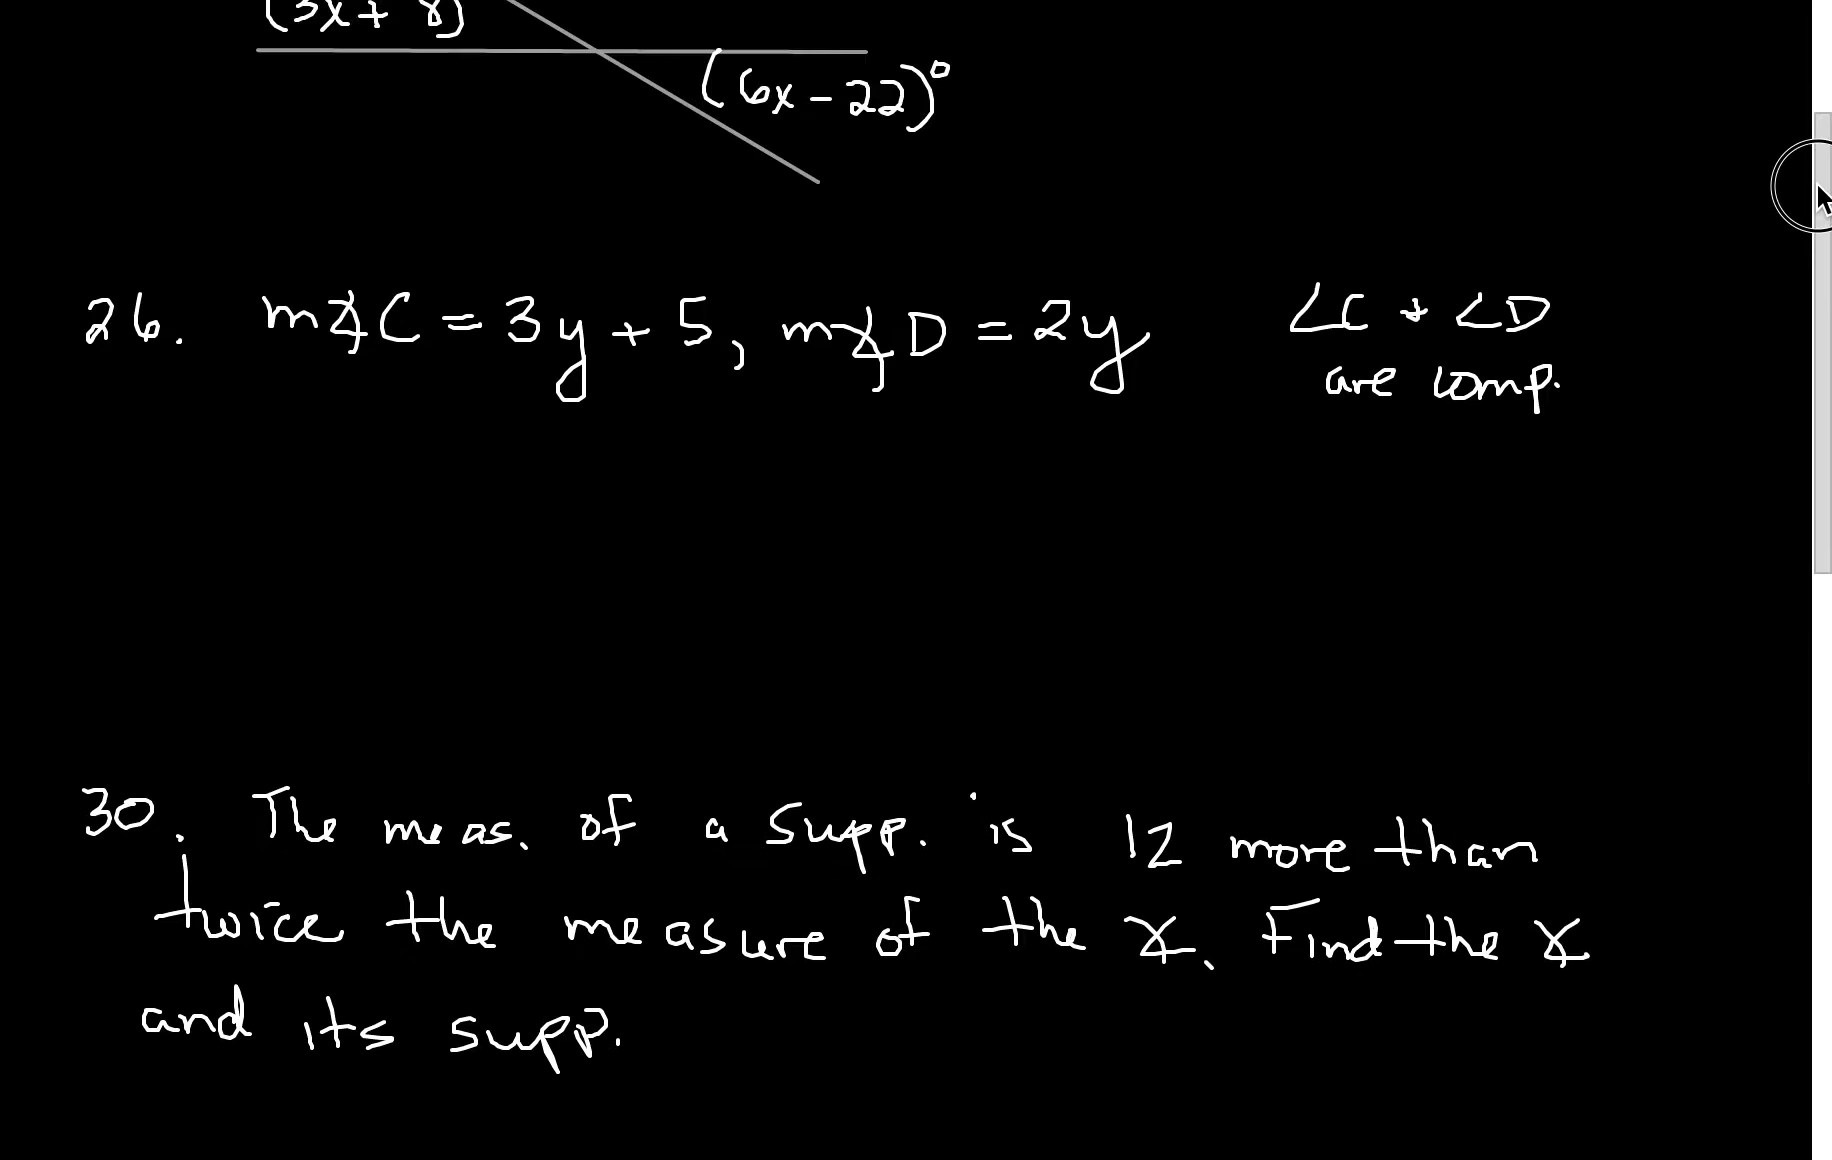 (3x + 8)
(6x - 22)°
26. m∡C = 3y + 5, m∡D = 2y
∠C + ∠D
are comp.
30. The meas. of a supp. is 12 more than
twice the measure of the ∡. Find the ∡
and its supp.